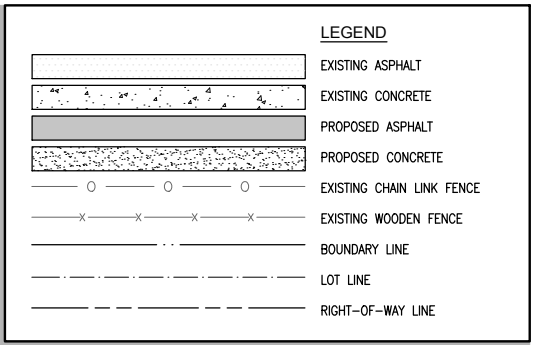 LEGEND
EXISTING ASPHALT
EXISTING CONCRETE
PROPOSED ASPHALT
PROPOSED CONCRETE
EXISTING CHAIN LINK FENCE
EXISTING WOODEN FENCE
BOUNDARY LINE
LOT LINE
RIGHT-OF-WAY LINE